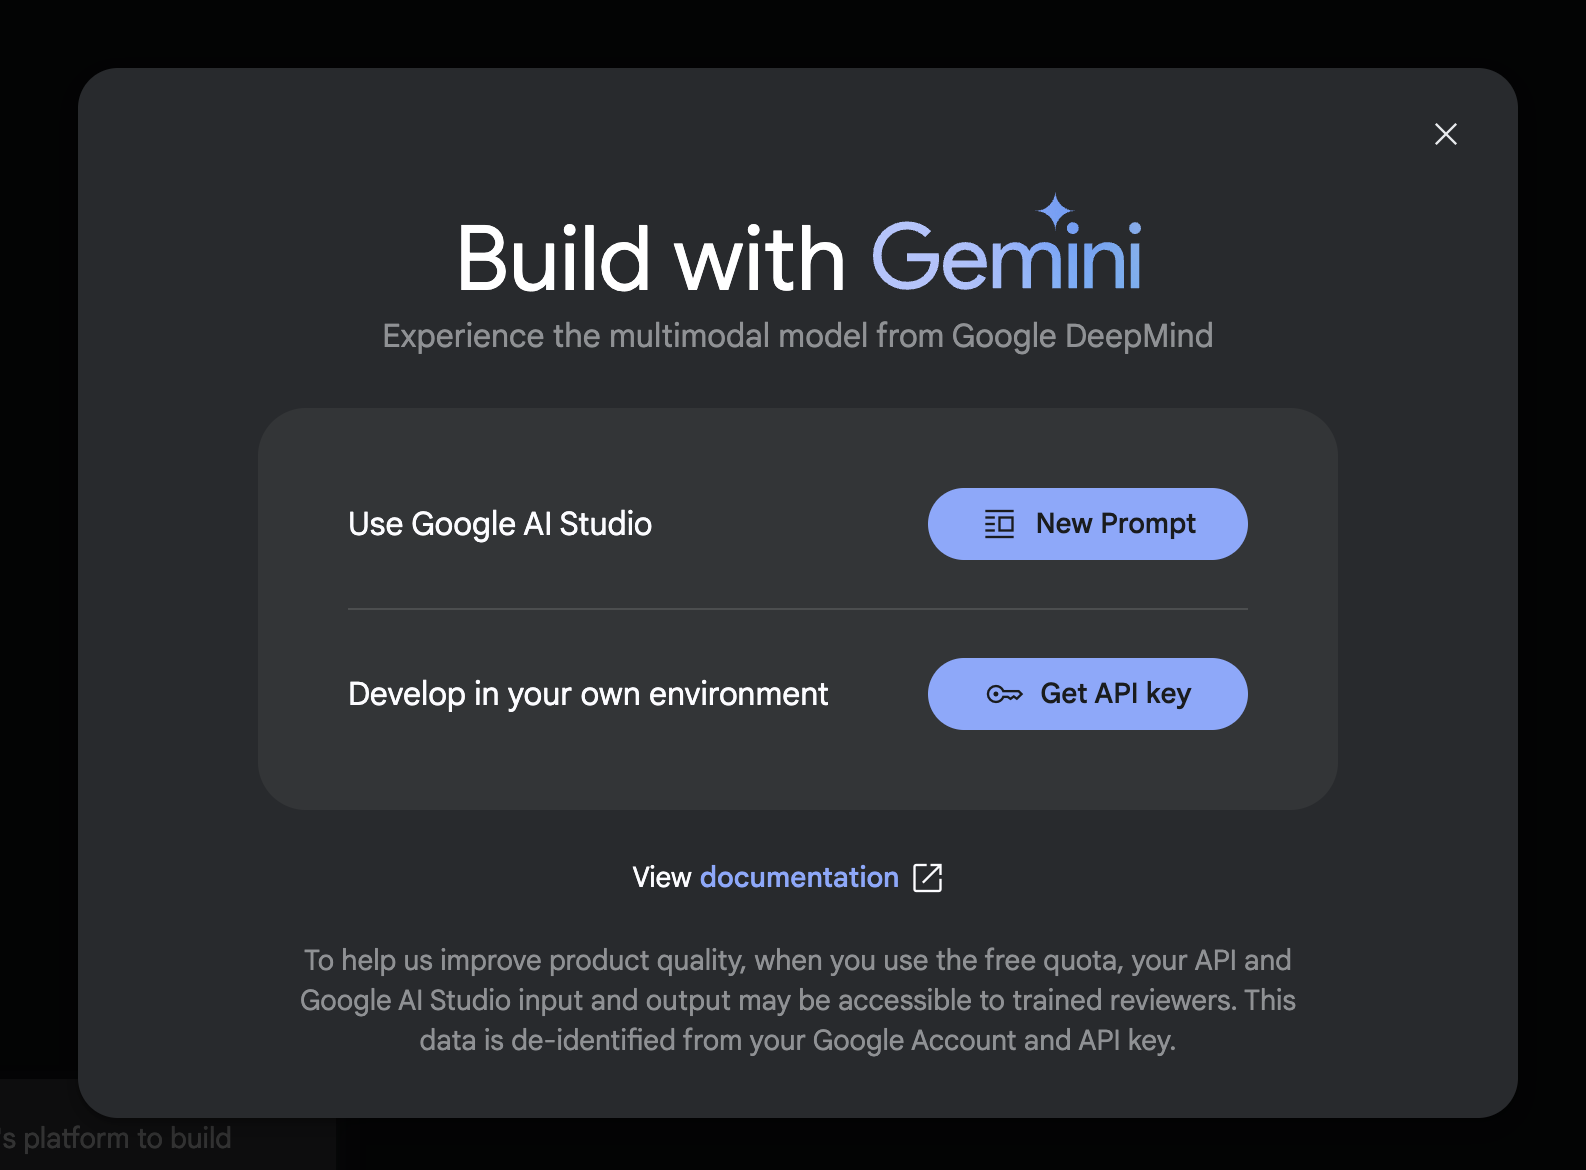 Build with Gemini
Experience the multimodal model from Google DeepMind
Use Google AI Studio
New Prompt
Develop in your own environment
Get API key
View documentation
To help us improve product quality, when you use the free quota, your API and
Google AI Studio input and output may be accessible to trained reviewers. This
data is de-identified from your Google Account and API key.
's platform to build